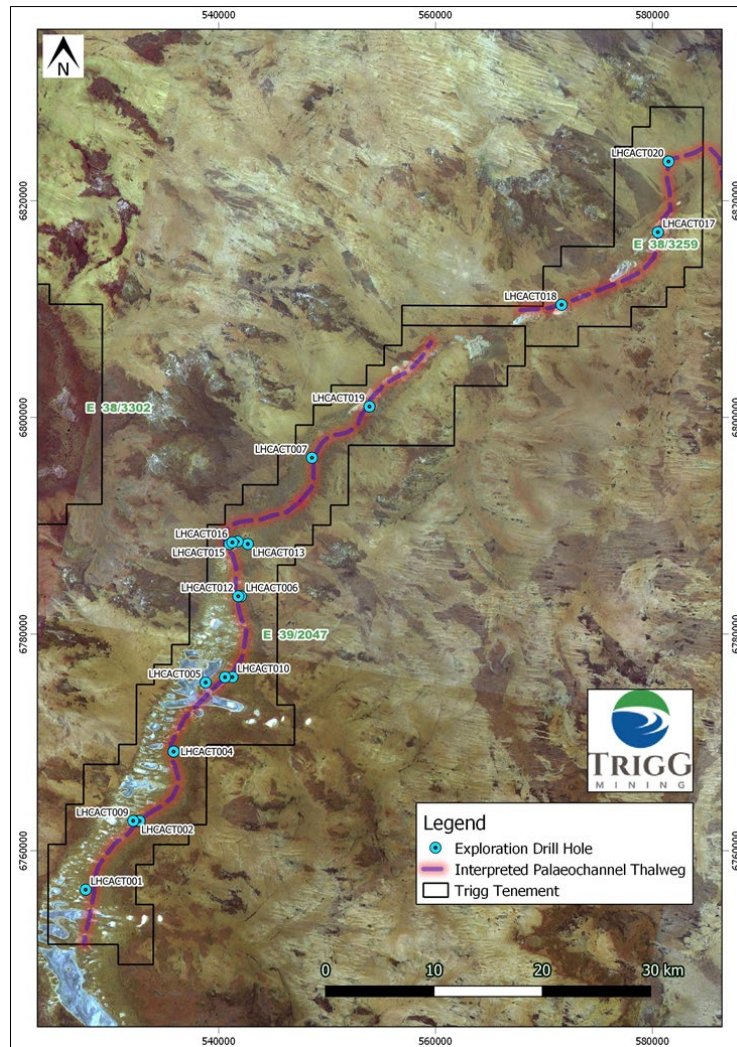 540000
560000
580000
N
LHCACT020
6820000
6820000
LHCACT017
E 38/3259
LHCACT018
LHCACT019
E 38/3302
6800000
6800000
LHCACT007
LHCACT016
LHCACT015
LHCACT013
LHCACT012
LHCACT006
E 39/2047
6780000
6780000
LHCACT005
LHCACT010
LHCACT004
TRIGG
MINING
LHCACT009
LHCACT002
Legend
Exploration Drill Hole
Interpreted Palaeochannel Thalweg
Trigg Tenement
6760000
6760000
LHCACT001
0
10
20
30 km
540000
560000
580000